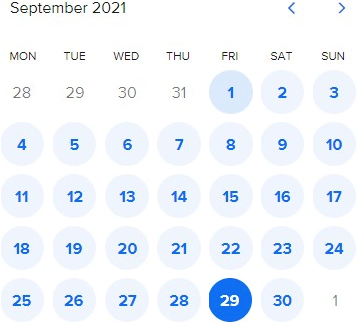 September 2021
MON TUE WED THU FRI SAT SUN
28 29 30 31 1 2 3
4 5 6 7 8 9 10
11 12 13 14 15 16 17
18 19 20 21 22 23 24
25 26 27 28 29 30 1